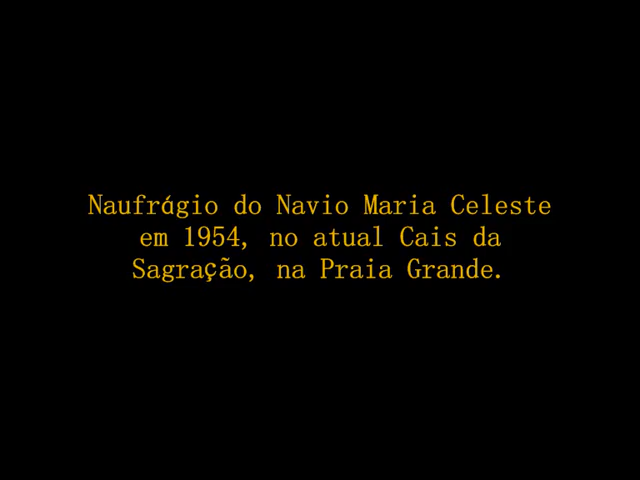 Naufrágio do Navio Maria Celeste
em 1954, no atual Cais da
Sagração, na Praia Grande.